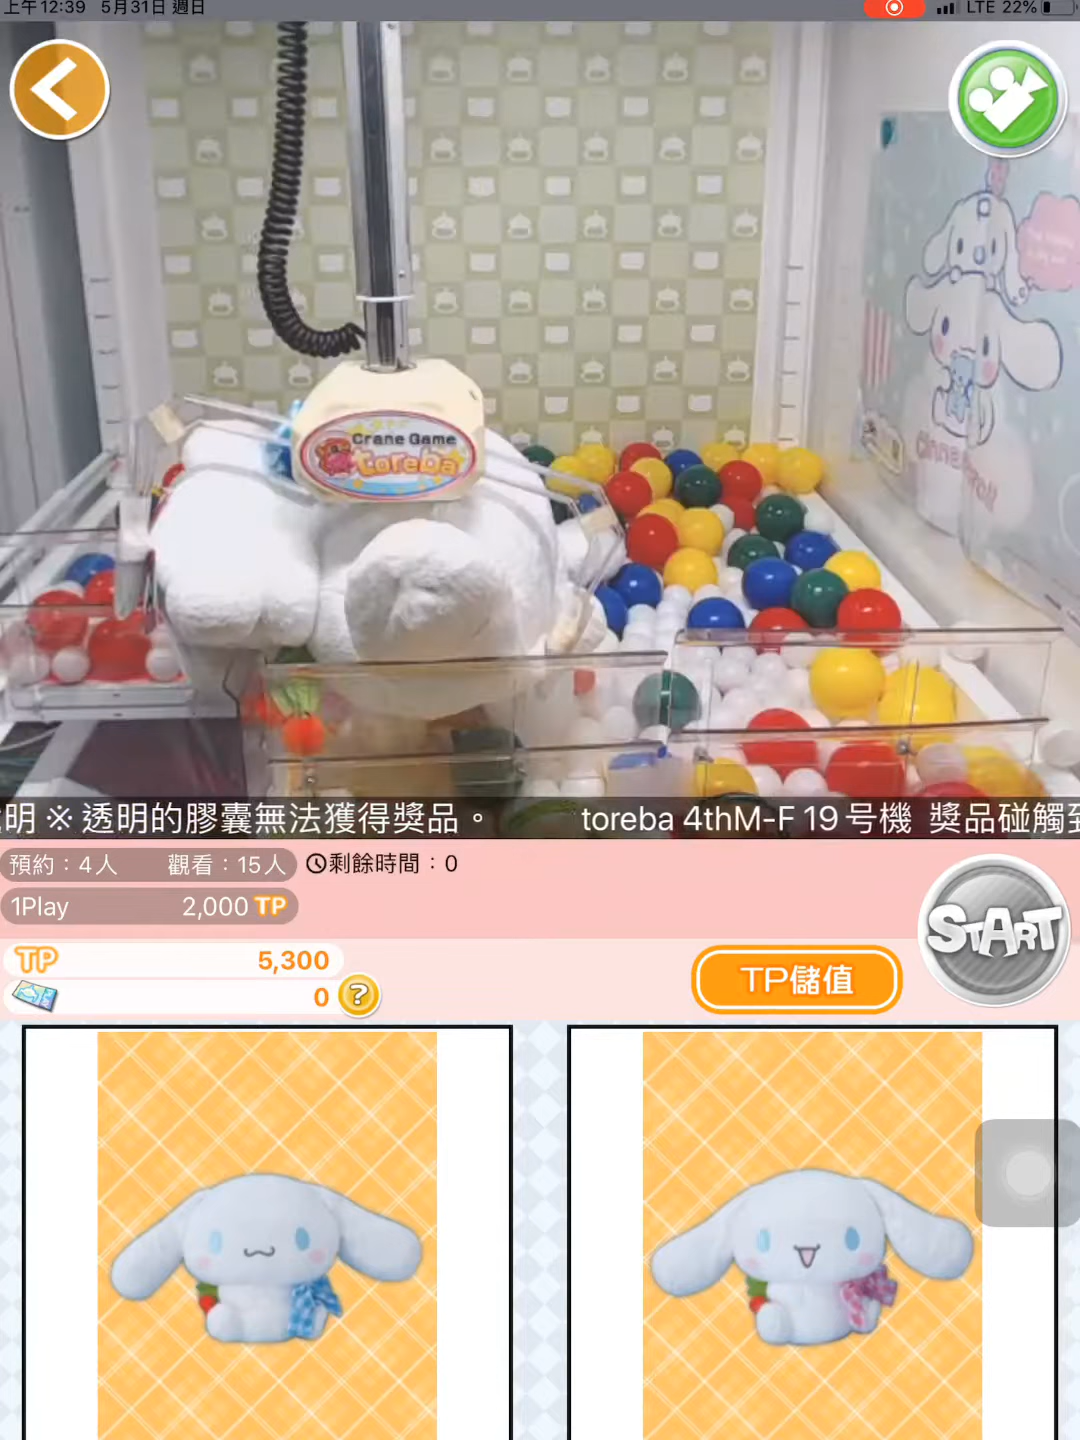 上午12:39 5月31日 週日
LTE 22%
Crane Game
toreba
明 ※ 透明的膠囊無法獲得獎品。 toreba 4thM-F 19号機 獎品碰觸
預約：4人 觀看：15人 剩餘時間：0
1Play 2,000 TP
START
TP 5,300
0 ?
TP儲值